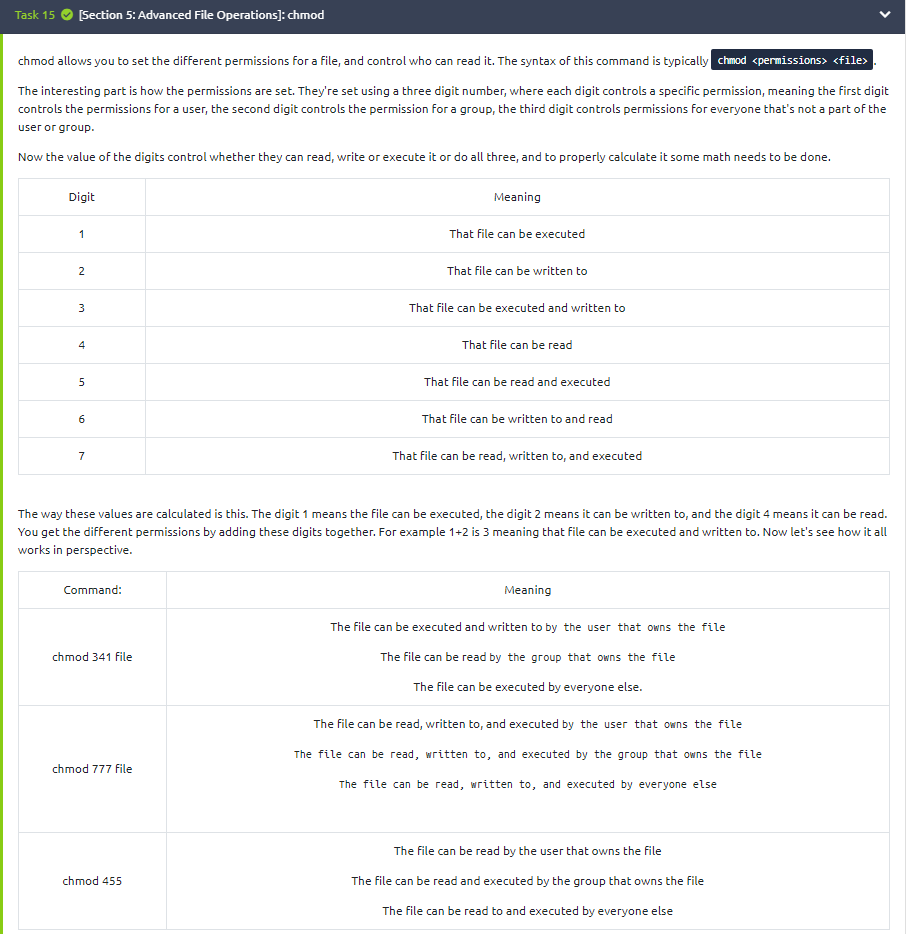 Task 15 [Section 5: Advanced File Operations]: chmod
chmod allows you to set the different permissions for a file, and control who can read it. The syntax of this command is typically chmod <permissions> <file>.
The interesting part is how the permissions are set. They're set using a three digit number, where each digit controls a specific permission, meaning the first digit
controls the permissions for a user, the second digit controls the permission for a group, the third digit controls permissions for everyone that's not a part of the
user or group.
Now the value of the digits control whether they can read, write or execute it or do all three, and to properly calculate it some math needs to be done.
Digit Meaning
1 That file can be executed
2 That file can be written to
3 That file can be executed and written to
4 That file can be read
5 That file can be read and executed
6 That file can be written to and read
7 That file can be read, written to, and executed
The way these values are calculated is this. The digit 1 means the file can be executed, the digit 2 means it can be written to, and the digit 4 means it can be read.
You get the different permissions by adding these digits together. For example 1+2 is 3 meaning that file can be executed and written to. Now let's see how it all
works in perspective.
Command: Meaning
The file can be executed and written to by the user that owns the file
chmod 341 file The file can be read by the group that owns the file
The file can be executed by everyone else.
The file can be read, written to, and executed by the user that owns the file
The file can be read, written to, and executed by the group that owns the file
chmod 777 file
The file can be read, written to, and executed by everyone else
The file can be read by the user that owns the file
chmod 455 The file can be read and executed by the group that owns the file
The file can be read to and executed by everyone else